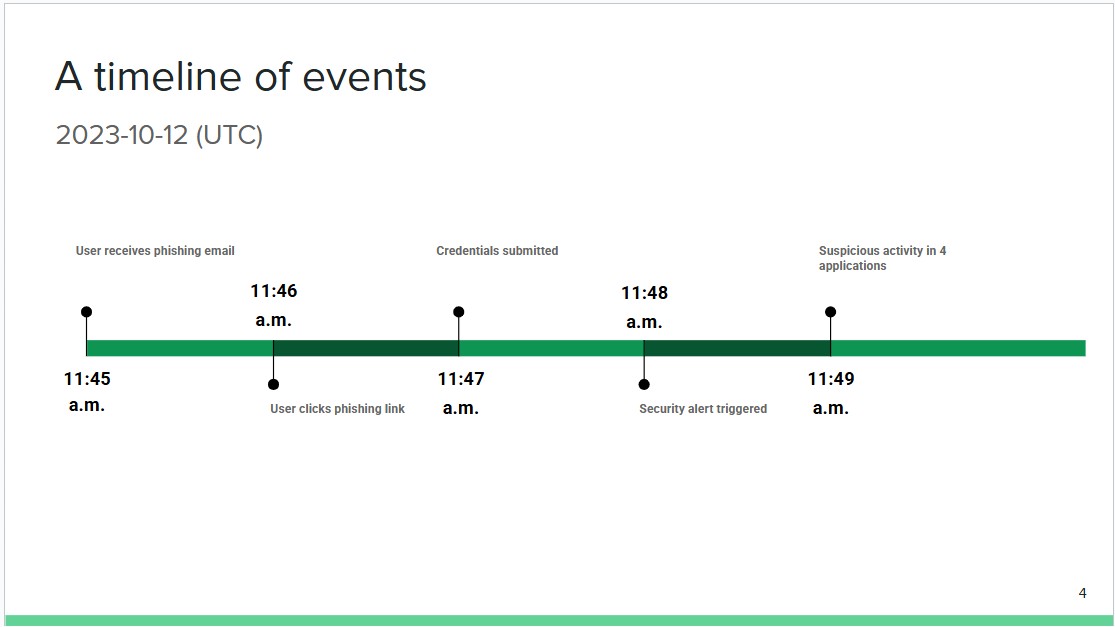 A timeline of events
2023-10-12 (UTC)
User receives phishing email
Credentials submitted
Suspicious activity in 4
applications
11:46
a.m.
11:48
a.m.
11:45
a.m.
11:47
a.m.
11:49
a.m.
User clicks phishing link
Security alert triggered
4